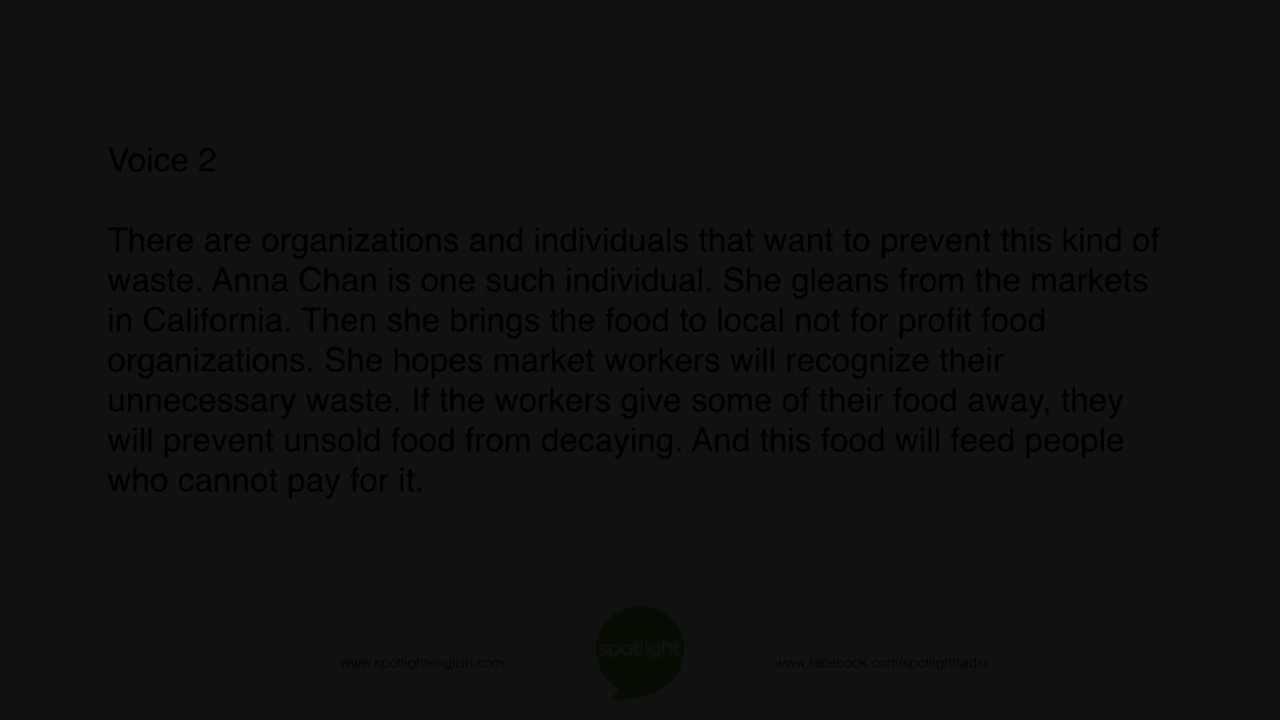 Voice 2
There are organizations and individuals that want to prevent this kind of
waste. Anna Chan is one such individual. She gleans from the markets
in California. Then she brings the food to local not for profit food
organizations. She hopes market workers will recognize their
unnecessary waste. If the workers give some of their food away, they
will prevent unsold food from decaying. And this food will feed people
who cannot pay for it.
spotlight
www.spotlightenglish.com
www.facebook.com/spotlightradio